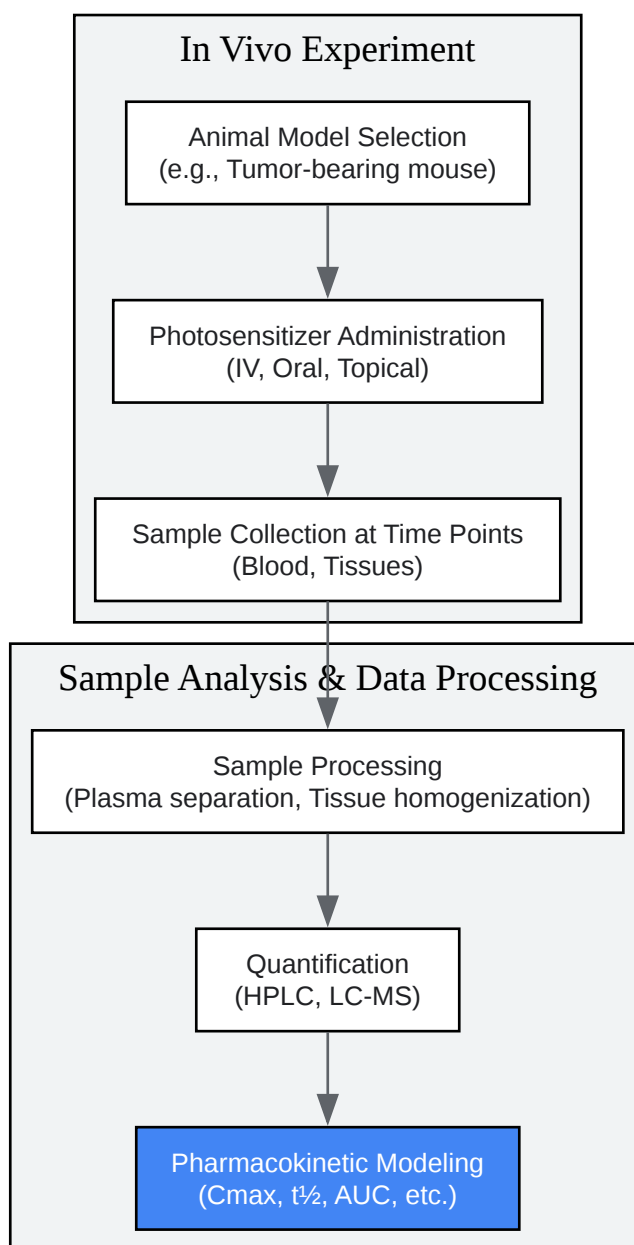 In Vivo Experiment
Animal Model Selection
(e.g., Tumor-bearing mouse)
Photosensitizer Administration
(IV, Oral, Topical)
Sample Collection at Time Points
(Blood, Tissues)
Sample Analysis & Data Processing
Sample Processing
(Plasma separation, Tissue homogenization)
Quantification
(HPLC, LC-MS)
Pharmacokinetic Modeling
(Cmax, t½, AUC, etc.)